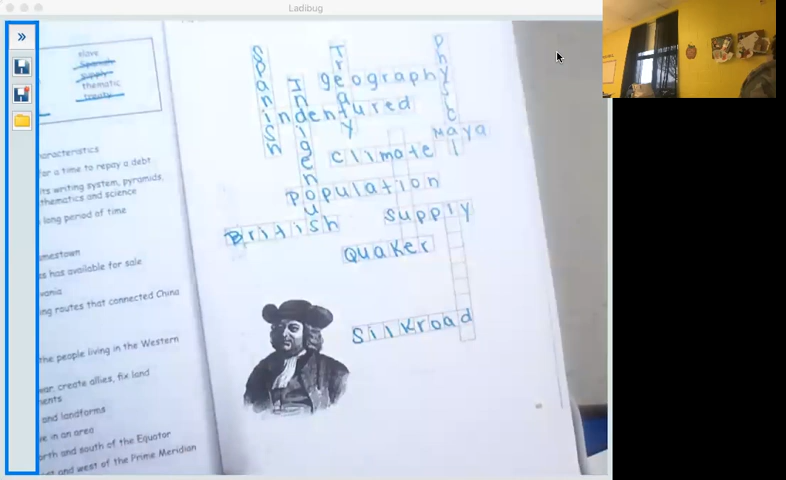 Ladibug
slave
Spanish
supply
thematic
treaty
aracteristics
for a time to repay a debt
its writing system, pyramids,
thematics and science
long period of time
mestown
s has available for sale
vania
ng routes that connected China
the people living in the Western
war, create allies, fix land
ents
and landforms
ve in an area
orth and south of the Equator
st and west of the Prime Meridian
Spanish
Treaty
Physical
Indigenous
geography
indentured
Maya
climate
Population
Supply
British
Quaker
Silkroad